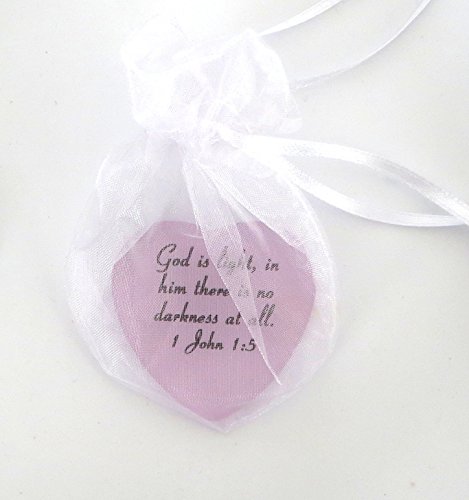 God is light, in
him there is no
darkness at all.
1 John 1:5